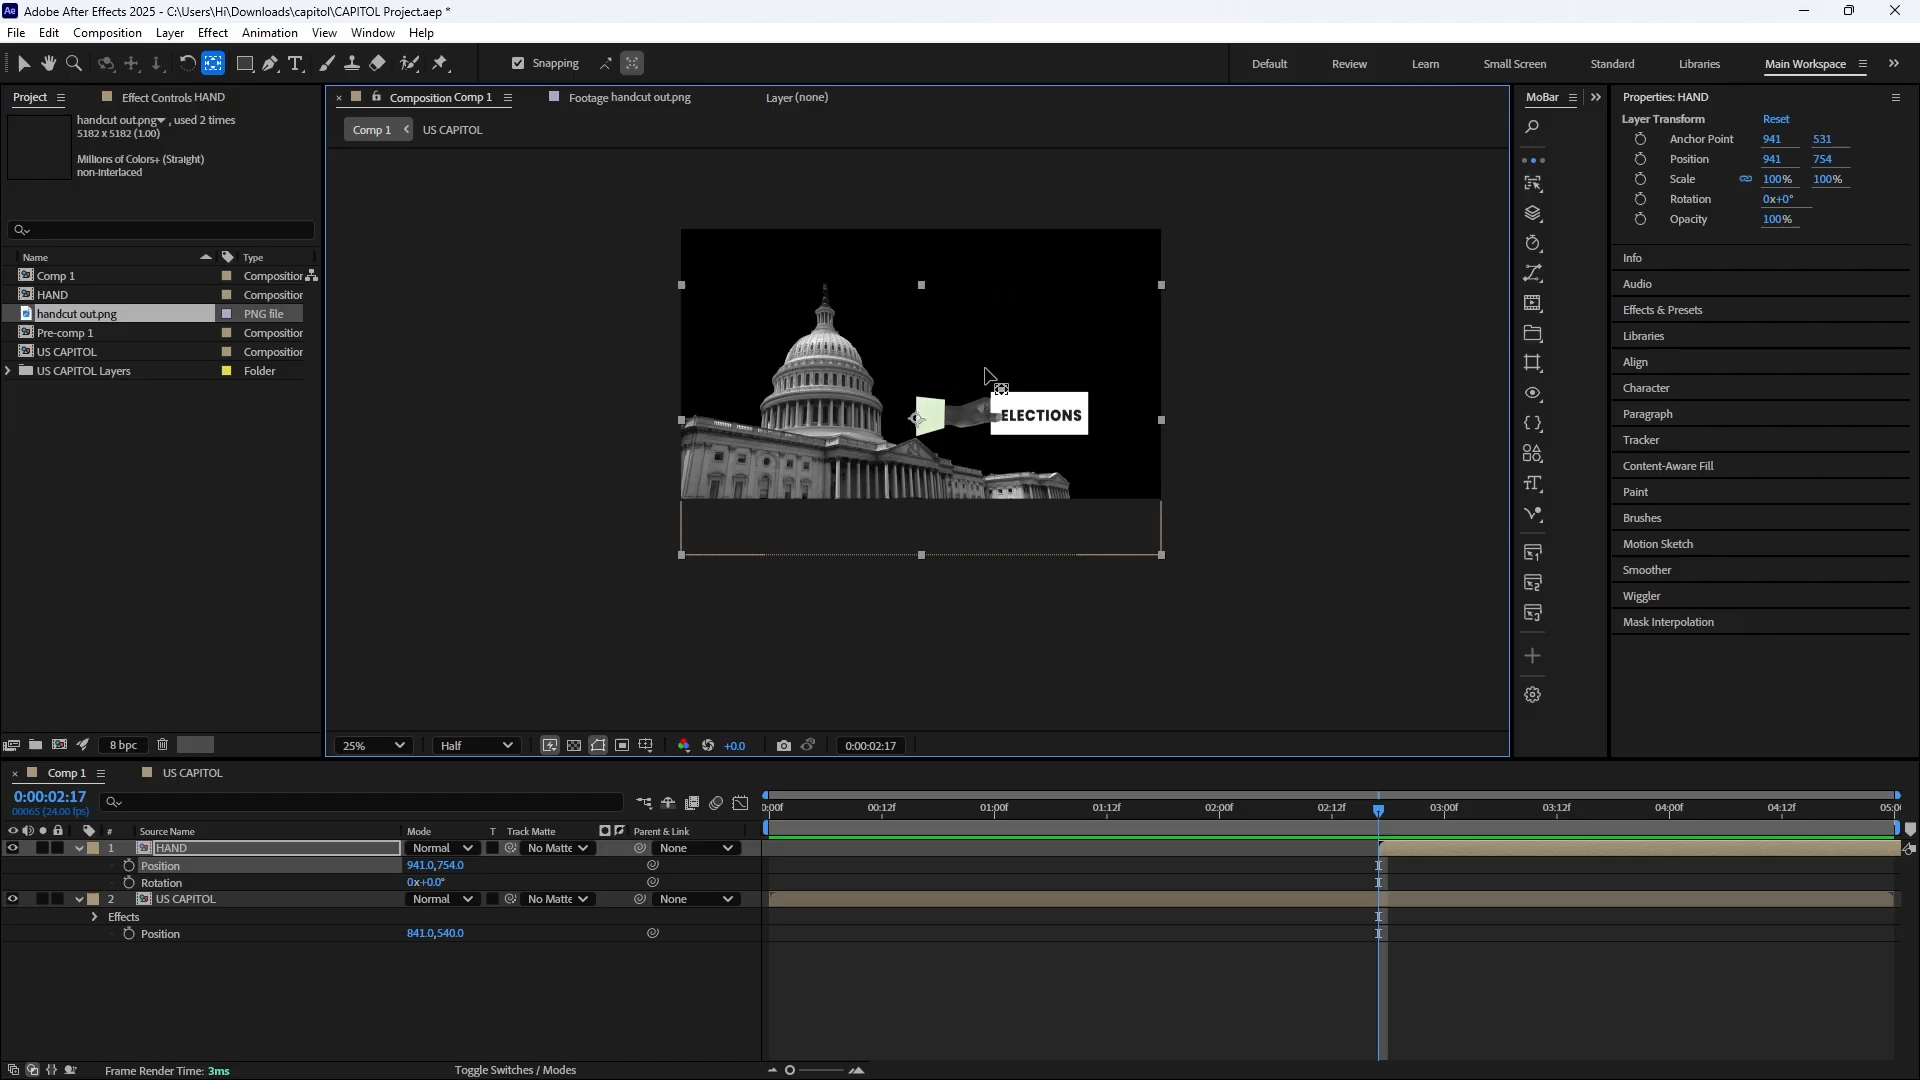 Adobe After Effects 2025 - C:\Users\Hi\Downloads\capitol\CAPITOL Project.aep *
File Edit Composition Layer Effect Animation View Window Help
Snapping
Default Review Learn Small Screen Standard Libraries Main Workspace
Project Effect Controls HAND
handcut out.png , used 2 times
5182 x 5182 (1.00)
Millions of Colors+ (Straight)
non-interlaced
Name Type
Comp 1 Composition
HAND Composition
handcut out.png PNG file
Pre-comp 1 Composition
US CAPITOL Composition
US CAPITOL Layers Folder
8 bpc
Composition Comp 1 Footage handcut out.png Layer (none)
Comp 1 US CAPITOL
ELECTIONS
25% Half +0.0 0:00:02:17
MoBar
Properties: HAND
Layer Transform Reset
Anchor Point 941 531
Position 941 754
Scale 100% 100%
Rotation 0x+0°
Opacity 100%
Info
Audio
Effects & Presets
Libraries
Align
Character
Paragraph
Tracker
Content-Aware Fill
Paint
Brushes
Motion Sketch
Smoother
Wiggler
Mask Interpolation
Comp 1 US CAPITOL
0:00:02:17
00065 (24.00 fps)
0:00f 00:12f 01:00f 01:12f 02:00f 02:12f 03:00f 03:12f 04:00f 04:12f 05:0
# Source Name Mode T Track Matte Parent & Link
1 HAND Normal No Matte None
Position 941.0,754.0
Rotation 0x+0.0°
2 US CAPITOL Normal No Matte None
Effects
Position 841.0,540.0
Frame Render Time: 3ms Toggle Switches / Modes